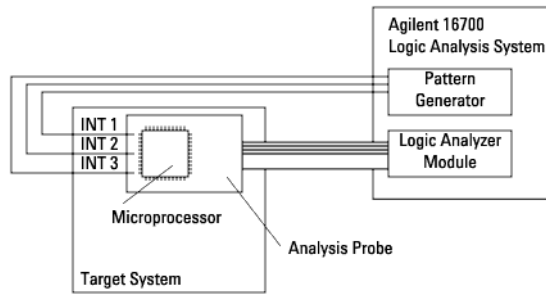 Agilent 16700
Logic Analysis System
Pattern
Generator
INT 1
INT 2
INT 3
Logic Analyzer
Module
Microprocessor
Analysis Probe
Target System